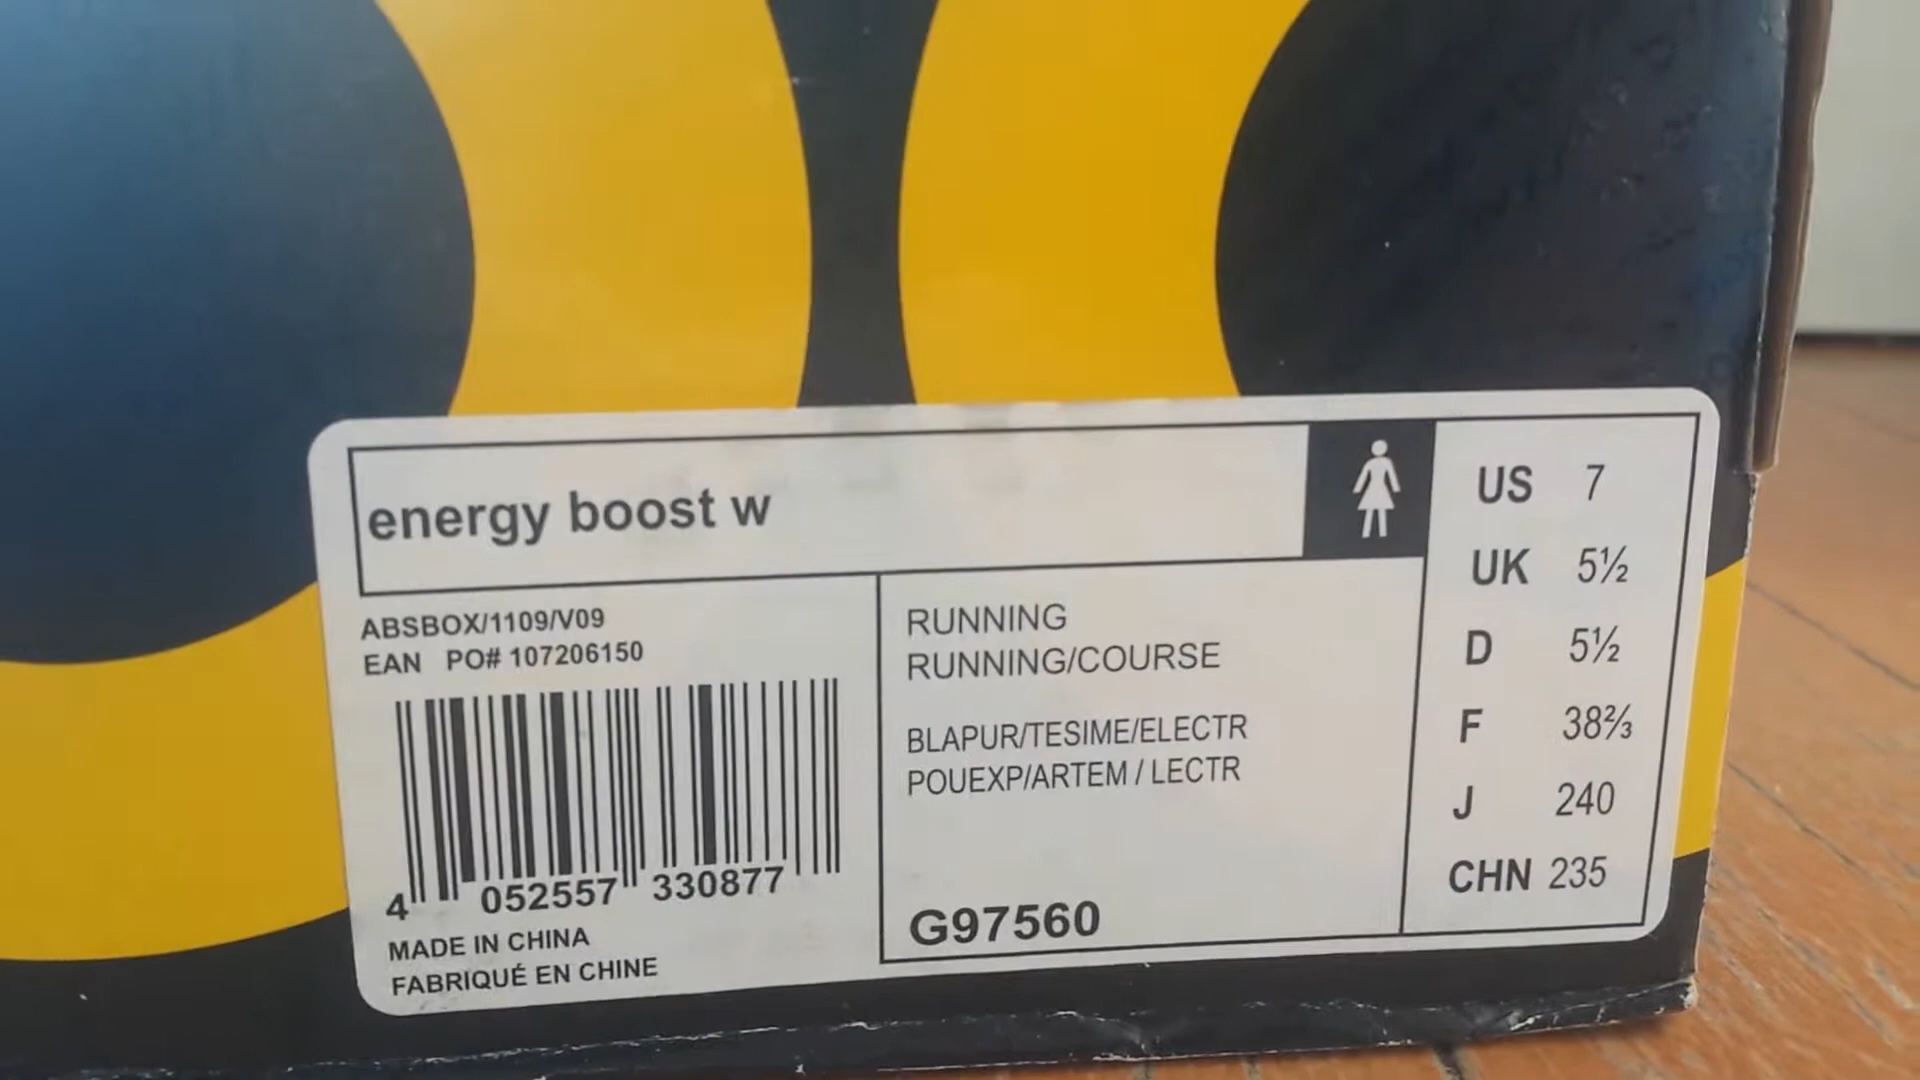 energy boost w
ABSBOX/1109/V09
EAN PO# 107206150
4 052557 330877
MADE IN CHINA
FABRIQUÉ EN CHINE
RUNNING
RUNNING/COURSE
BLAPUR/TESIME/ELECTR
POUEXP/ARTEM / LECTR
G97560
US 7
UK 5½
D 5½
F 38⅔
J 240
CHN 235